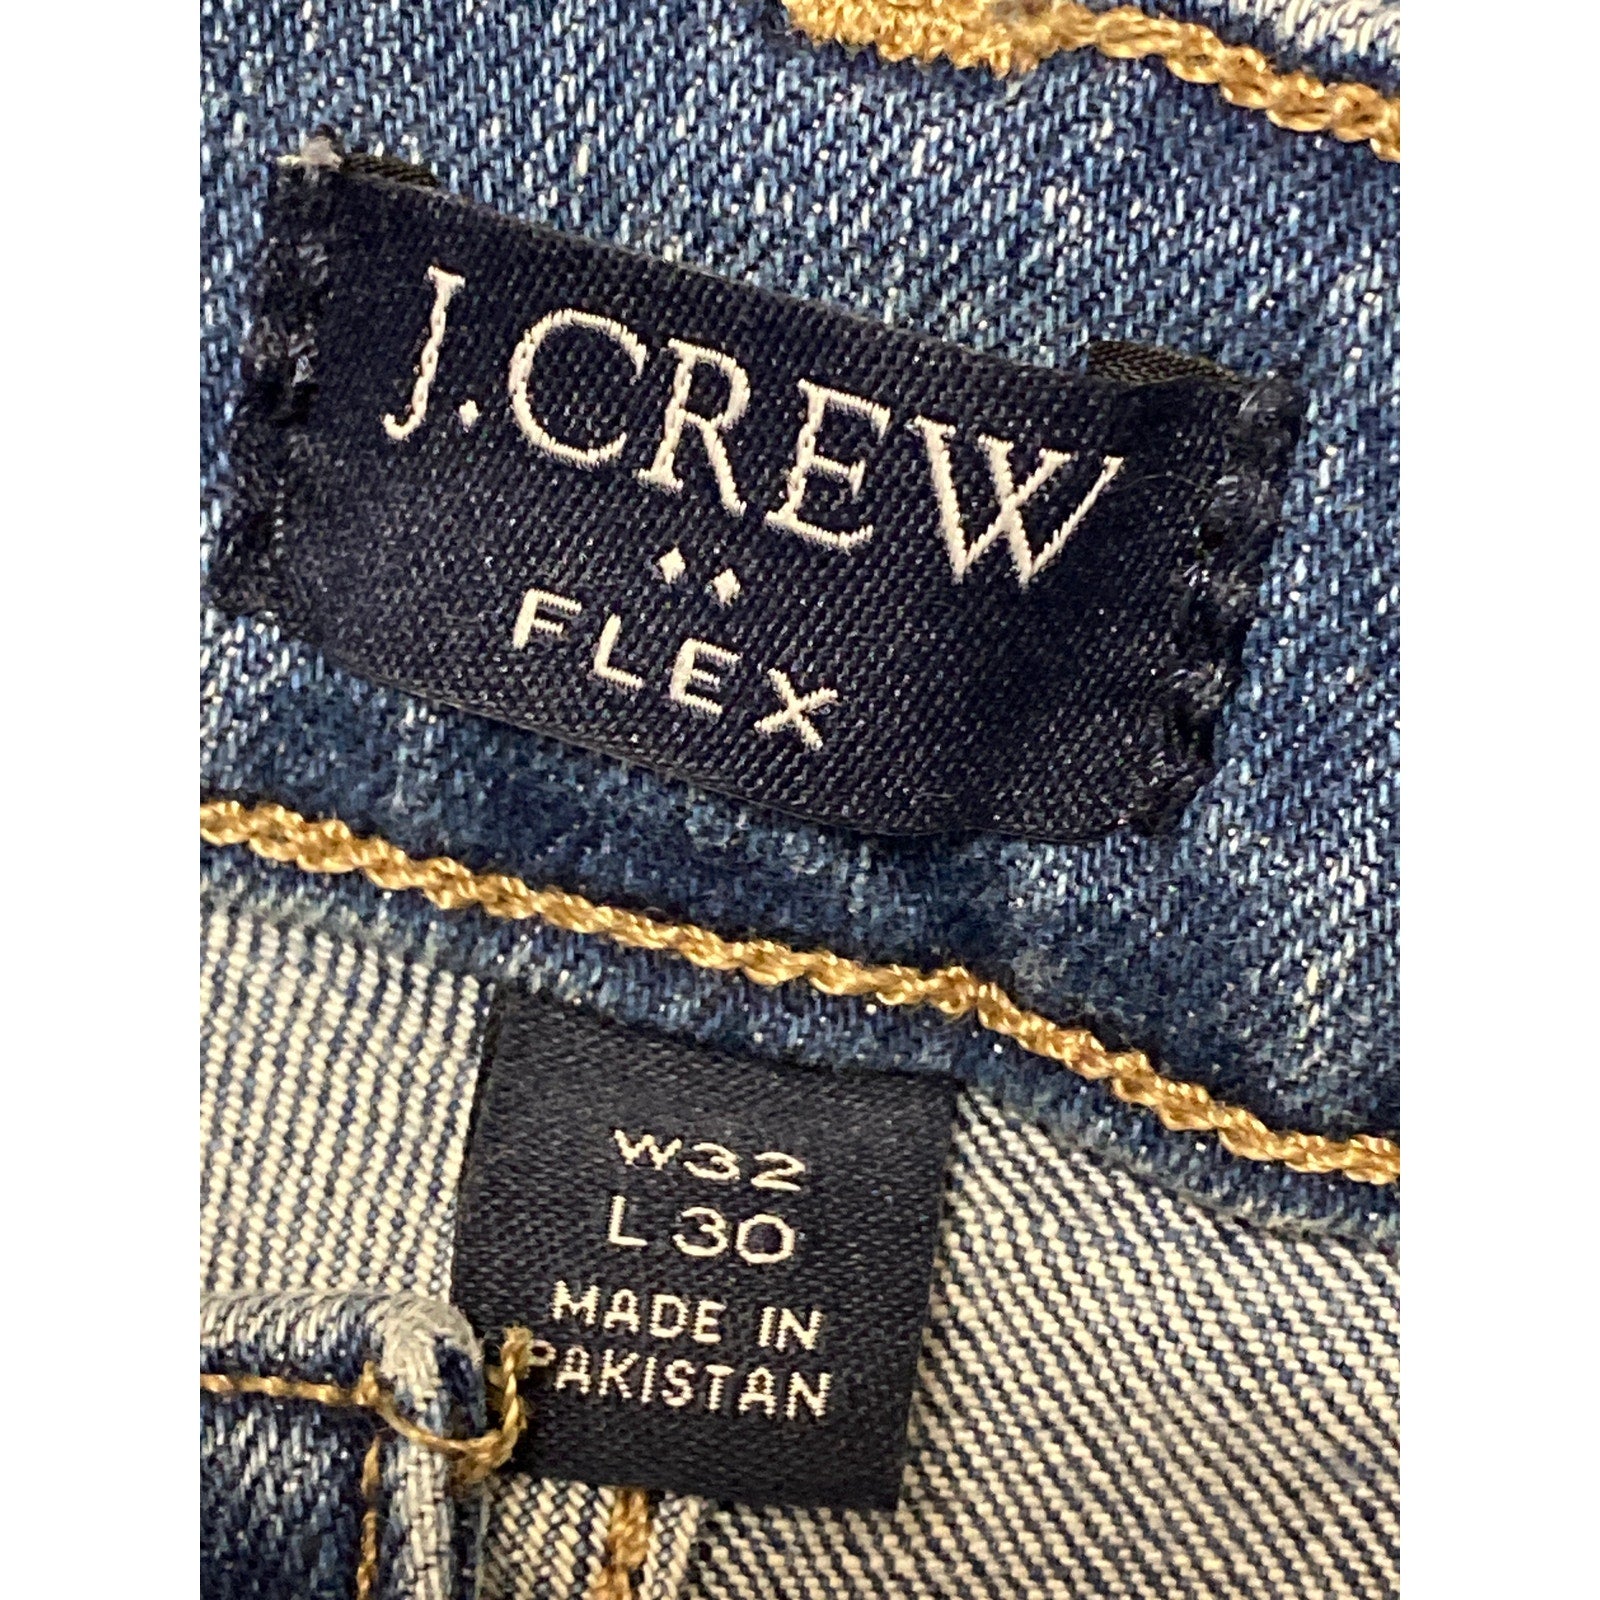 J.CREW
FLEX
W32
L30
MADE IN
PAKISTAN